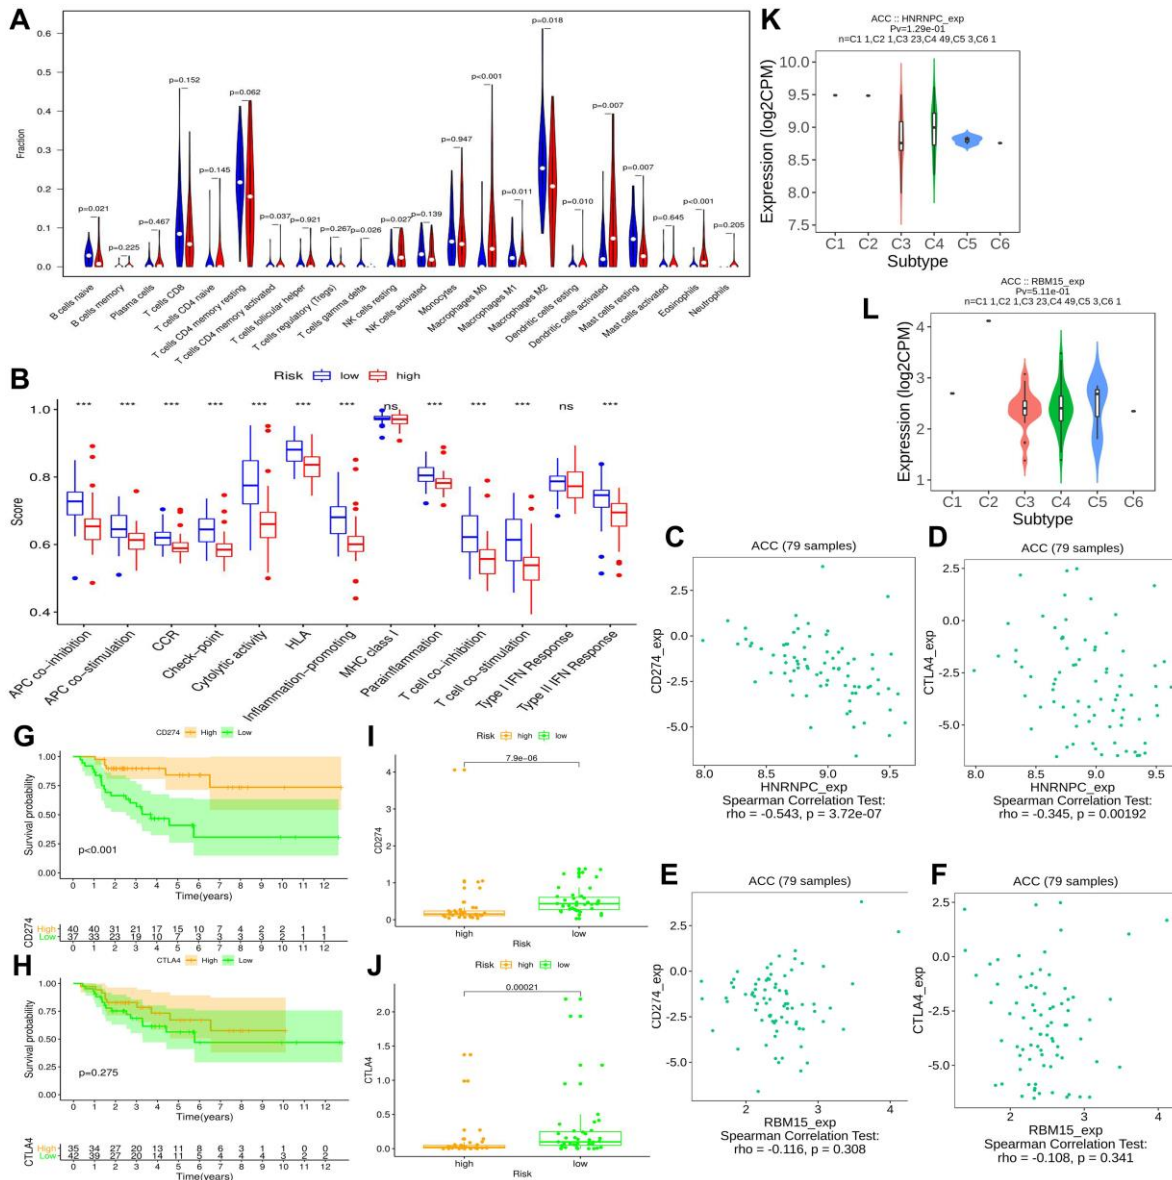 A
p=0.021
p=0.225
p=0.467
p=0.152
p=0.145
p=0.062
p=0.037
p=0.921
p=0.267
p=0.026
p=0.027
p=0.139
p=0.947
p<0.001
p=0.011
p=0.018
p=0.010
p=0.007
p=0.007
p=0.645
p<0.001
p=0.205
Fraction
0.6
0.5
0.4
0.3
0.2
0.1
0.0
B cells naive
B cells memory
Plasma cells
T cells CD8
T cells CD4 naive
T cells CD4 memory resting
T cells CD4 memory activated
T cells follicular helper
T cells regulatory (Tregs)
T cells gamma delta
NK cells resting
NK cells activated
Monocytes
Macrophages M0
Macrophages M1
Macrophages M2
Dendritic cells resting
Dendritic cells activated
Mast cells resting
Mast cells activated
Eosinophils
Neutrophils
K
ACC :: HNRNPC_exp
Pv=1.29e-01
n=C1 1,C2 1,C3 23,C4 49,C5 3,C6 1
Expression (log2CPM)
10.0
9.5
9.0
8.5
8.0
7.5
C1 C2 C3 C4 C5 C6
Subtype
L
ACC :: RBM15_exp
Pv=5.11e-01
n=C1 1,C2 1,C3 23,C4 49,C5 3,C6 1
Expression (log2CPM)
4
3
2
1
C1 C2 C3 C4 C5 C6
Subtype
B
Risk low high
*** *** *** *** *** *** *** ns *** *** *** ns ***
Score
1.0
0.8
0.6
0.4
APC co−inhibition
APC co−stimulation
CCR
Check−point
Cytolytic activity
HLA
Inflammation−promoting
MHC class I
Parainflammation
T cell co−inhibition
T cell co−stimulation
Type I IFN Response
Type II IFN Response
C
ACC (79 samples)
CD274_exp
0.0
-2.5
-5.0
8.0 8.5 9.0 9.5
HNRNPC_exp
Spearman Correlation Test:
rho = -0.543, p = 3.72e-07
D
ACC (79 samples)
CTLA4_exp
2.5
0.0
-2.5
-5.0
8.0 8.5 9.0 9.5
HNRNPC_exp
Spearman Correlation Test:
rho = -0.345, p = 0.00192
G
CD274 High Low
Survival probability
1.00
0.75
0.50
0.25
0.00
p<0.001
0 1 2 3 4 5 6 7 8 9 10 11 12
Time(years)
CD274
High 40 40 31 21 17 15 10 7 4 2 2 1 1
Low 37 33 23 19 10 7 3 3 3 3 2 1 1
0 1 2 3 4 5 6 7 8 9 10 11 12
Time(years)
I
Risk high low
7.9e−06
CD274
4
3
2
1
0
high low
Risk
E
ACC (79 samples)
CD274_exp
2.5
0.0
-2.5
-5.0
2 3 4
RBM15_exp
Spearman Correlation Test:
rho = -0.116, p = 0.308
F
ACC (79 samples)
CTLA4_exp
2.5
0.0
-2.5
-5.0
2 3 4
RBM15_exp
Spearman Correlation Test:
rho = -0.108, p = 0.341
H
CTLA4 High Low
Survival probability
1.00
0.75
0.50
0.25
0.00
p=0.275
0 1 2 3 4 5 6 7 8 9 10 11 12
Time(years)
CTLA4
High 35 34 27 20 13 11 8 6 3 1 1 0 0
Low 42 39 27 20 14 11 5 4 4 4 3 2 2
0 1 2 3 4 5 6 7 8 9 10 11 12
Time(years)
J
Risk high low
0.00021
CTLA4
2.0
1.5
1.0
0.5
0.0
high low
Risk